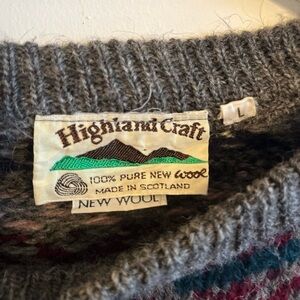 Highland Craft
L
100% PURE NEW wool
MADE IN SCOTLAND
NEW WOOL